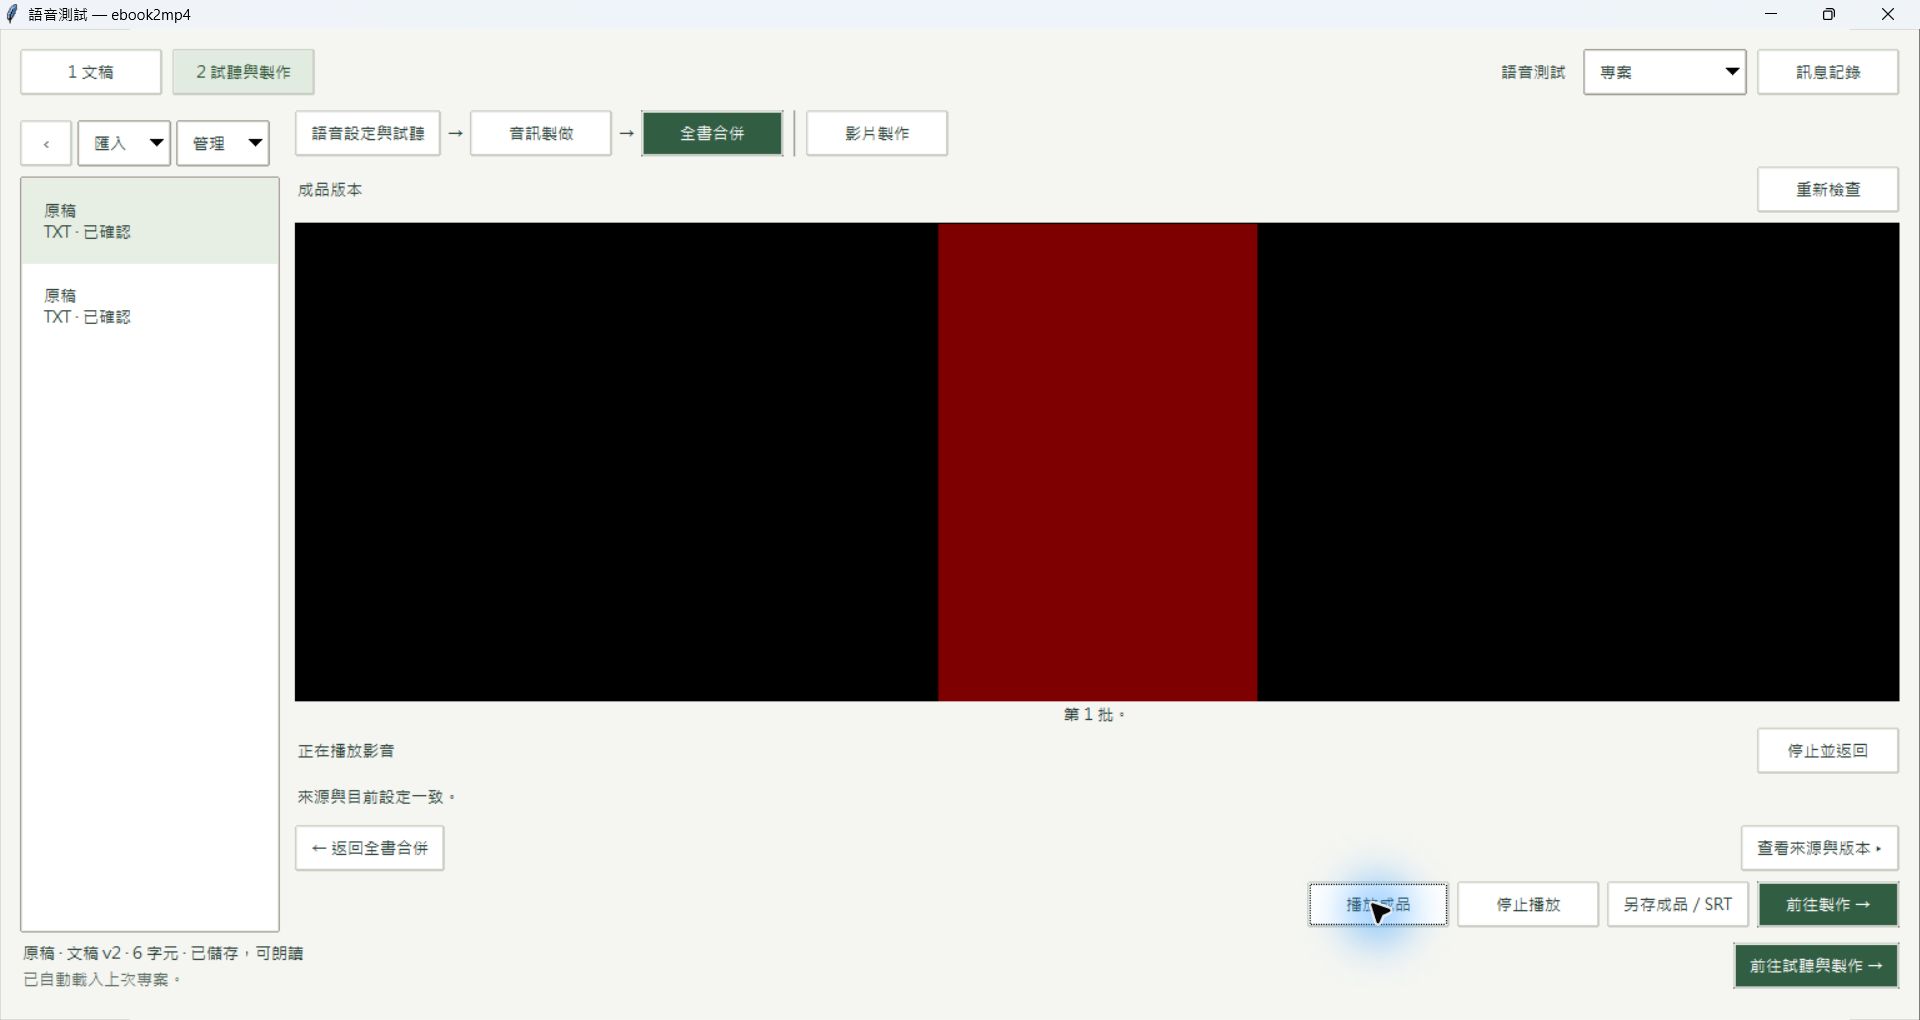 語音測試 — ebook2mp4
1 文稿
2 試聽與製作
語音測試
專案
訊息記錄
‹
匯入
管理
語音設定與試聽
→
音訊製做
→
全書合併
影片製作
原稿
TXT · 已確認
原稿
TXT · 已確認
成品版本
重新檢查
第 1 批。
正在播放影音
停止並返回
來源與目前設定一致。
← 返回全書合併
查看來源與版本 ▸
播放成品
停止播放
另存成品 / SRT
前往製作 →
原稿 · 文稿 v2 · 6 字元 · 已儲存，可朗讀
已自動載入上次專案。
前往試聽與製作 →